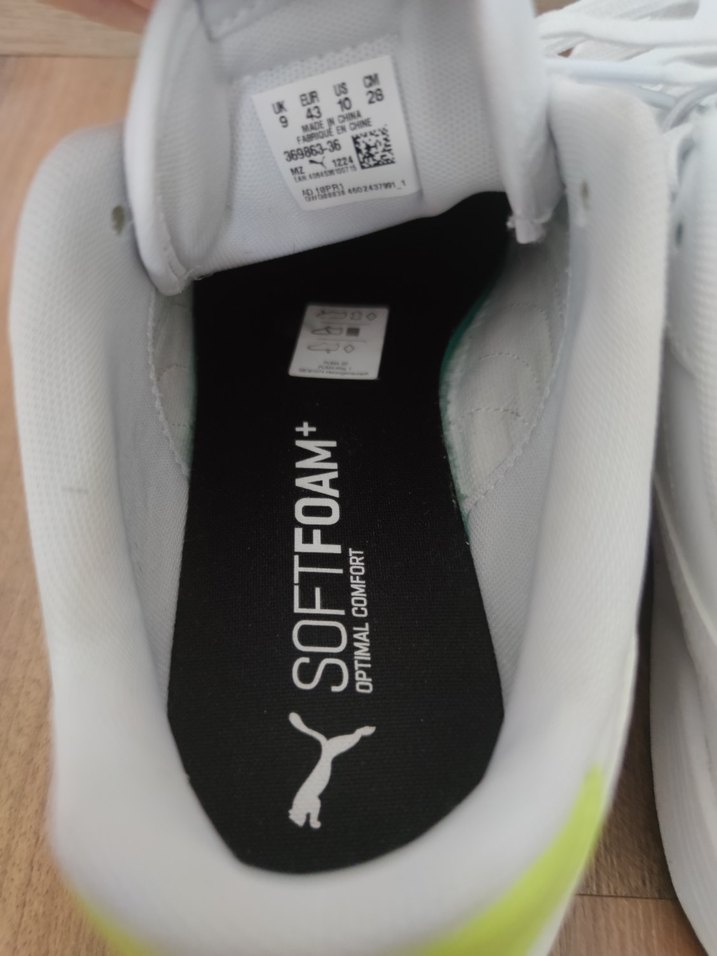 UK EUR US CM
9 43 10 28
MADE IN CHINA
FABRIQUÉ EN CHINE
369863-36
MZ 1224
SOFTFOAM+
OPTIMAL COMFORT